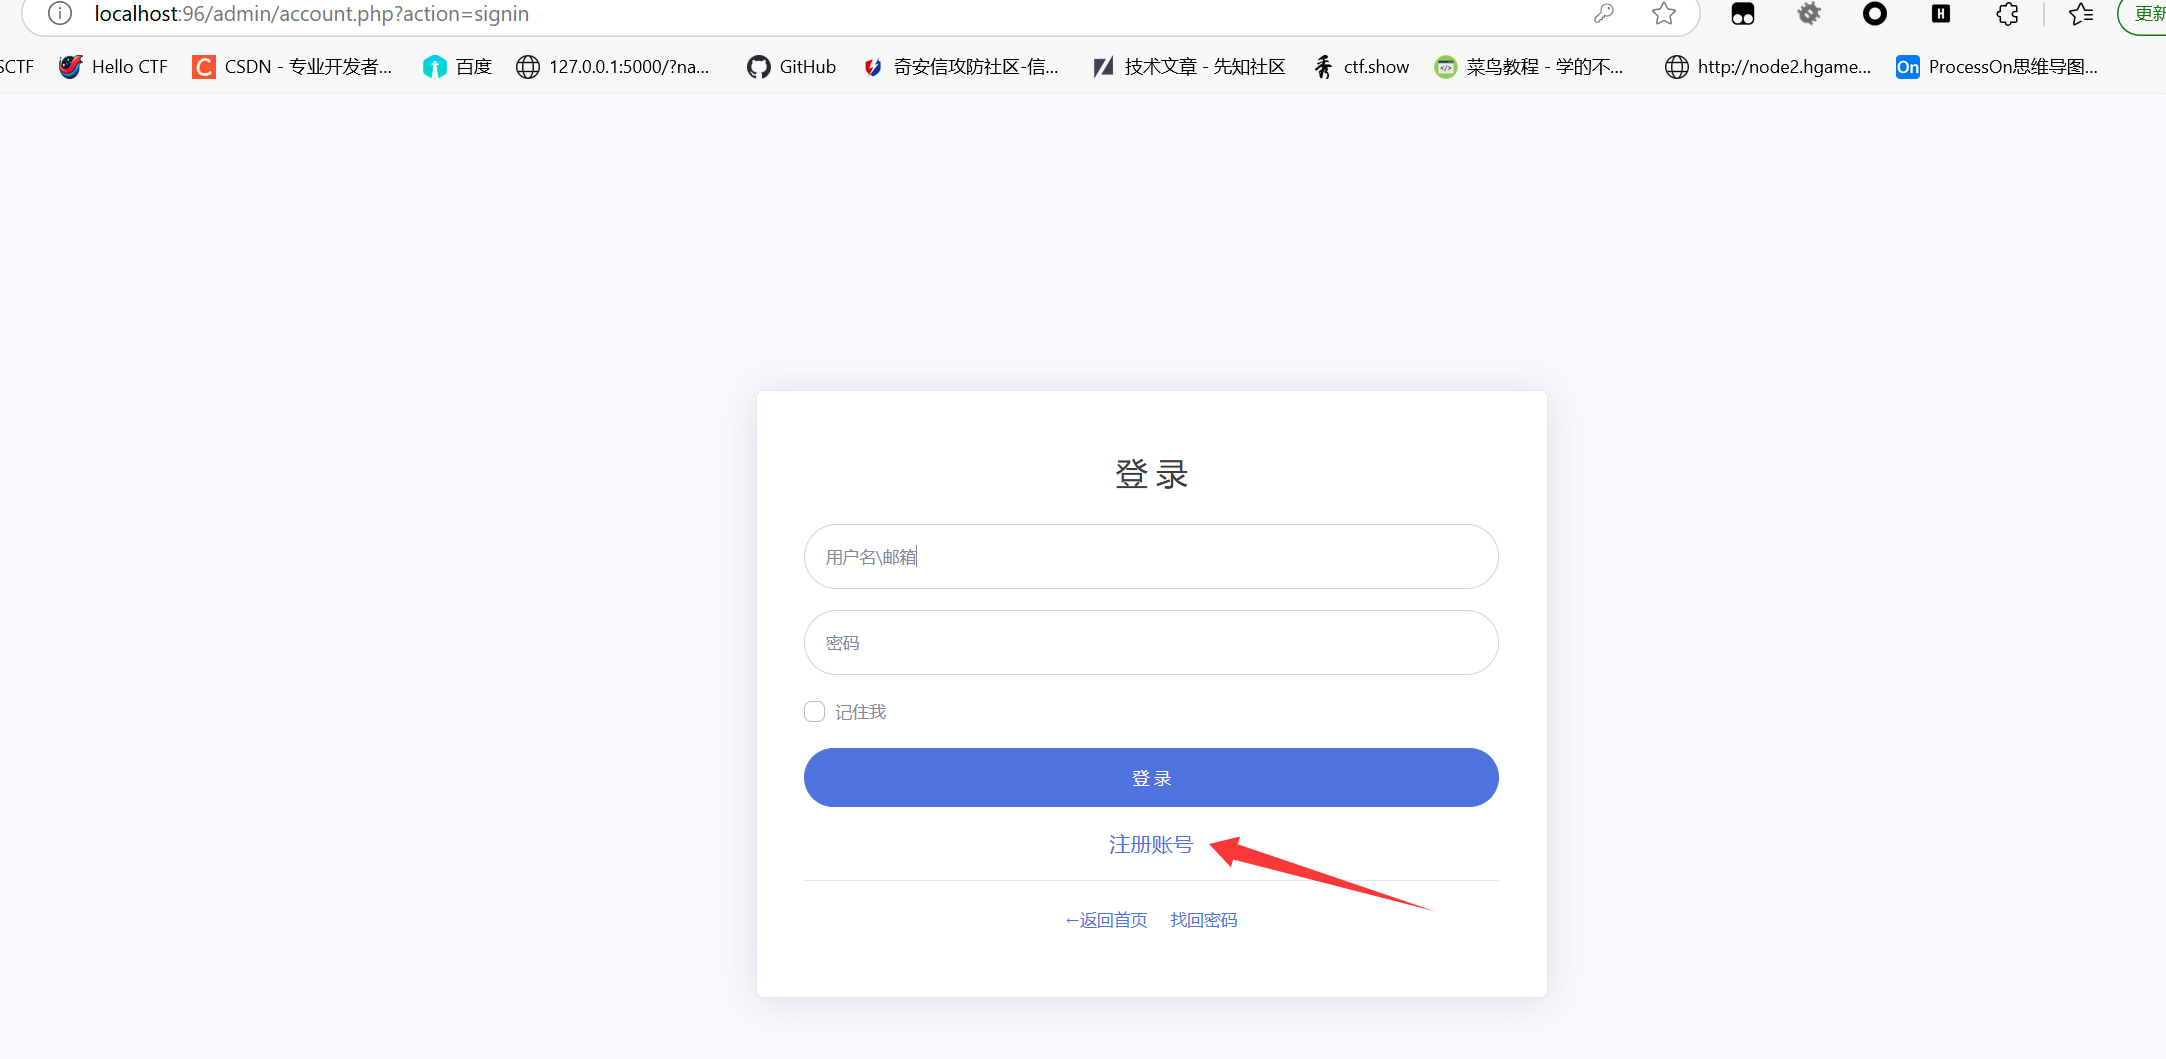 localhost:96/admin/account.php?action=signin
更新
SCTF Hello CTF CSDN - 专业开发者... 百度 127.0.0.1:5000/?na... GitHub 奇安信攻防社区-信... 技术文章 - 先知社区 ctf.show 菜鸟教程 - 学的不... http://node2.hgame... On ProcessOn思维导图...
登 录
用户名\邮箱
密码
记住我
登 录
注册账号
←返回首页 找回密码